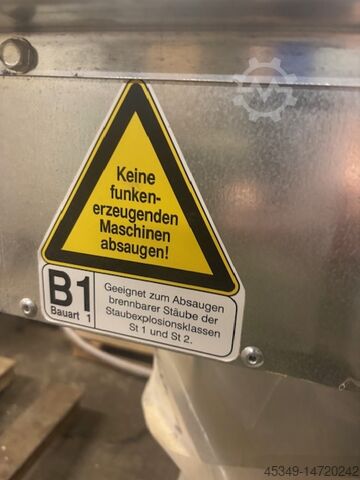 Keine
funken-
erzeugenden
Maschinen
absaugen!
B1
Bauart 1
Geeignet zum Absaugen
brennbarer Stäube der
Staubexplosionsklassen
St 1 und St 2.
45349-14720242